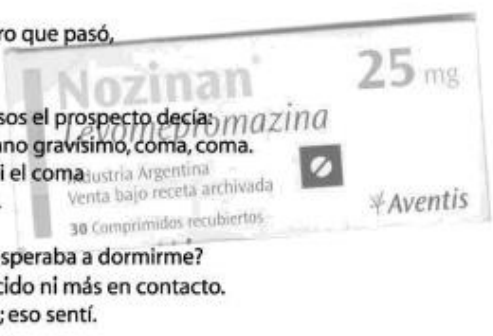 ro que pasó,
Nozinan
25 mg
sos el prospecto decía:
Levomepromazina
ano gravísimo, coma, coma.
i el coma
Industria Argentina
Venta bajo receta archivada
30 Comprimidos recubiertos
Aventis
speraba a dormirme?
cido ni más en contacto.
; eso sentí.